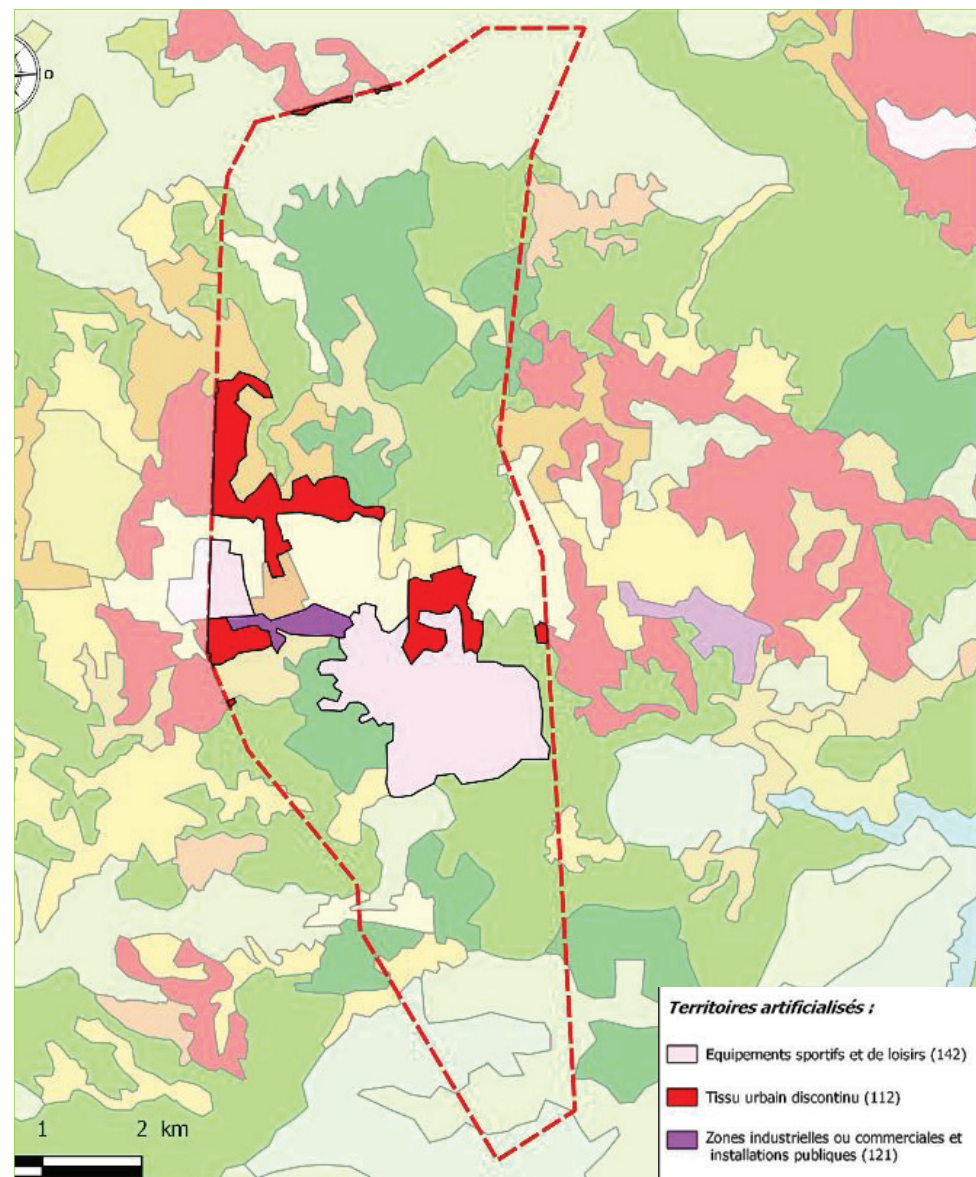 O
Territoires artificialisés :
Equipements sportifs et de loisirs (142)
Tissu urbain discontinu (112)
Zones industrielles ou commerciales et
installations publiques (121)
1 2 km